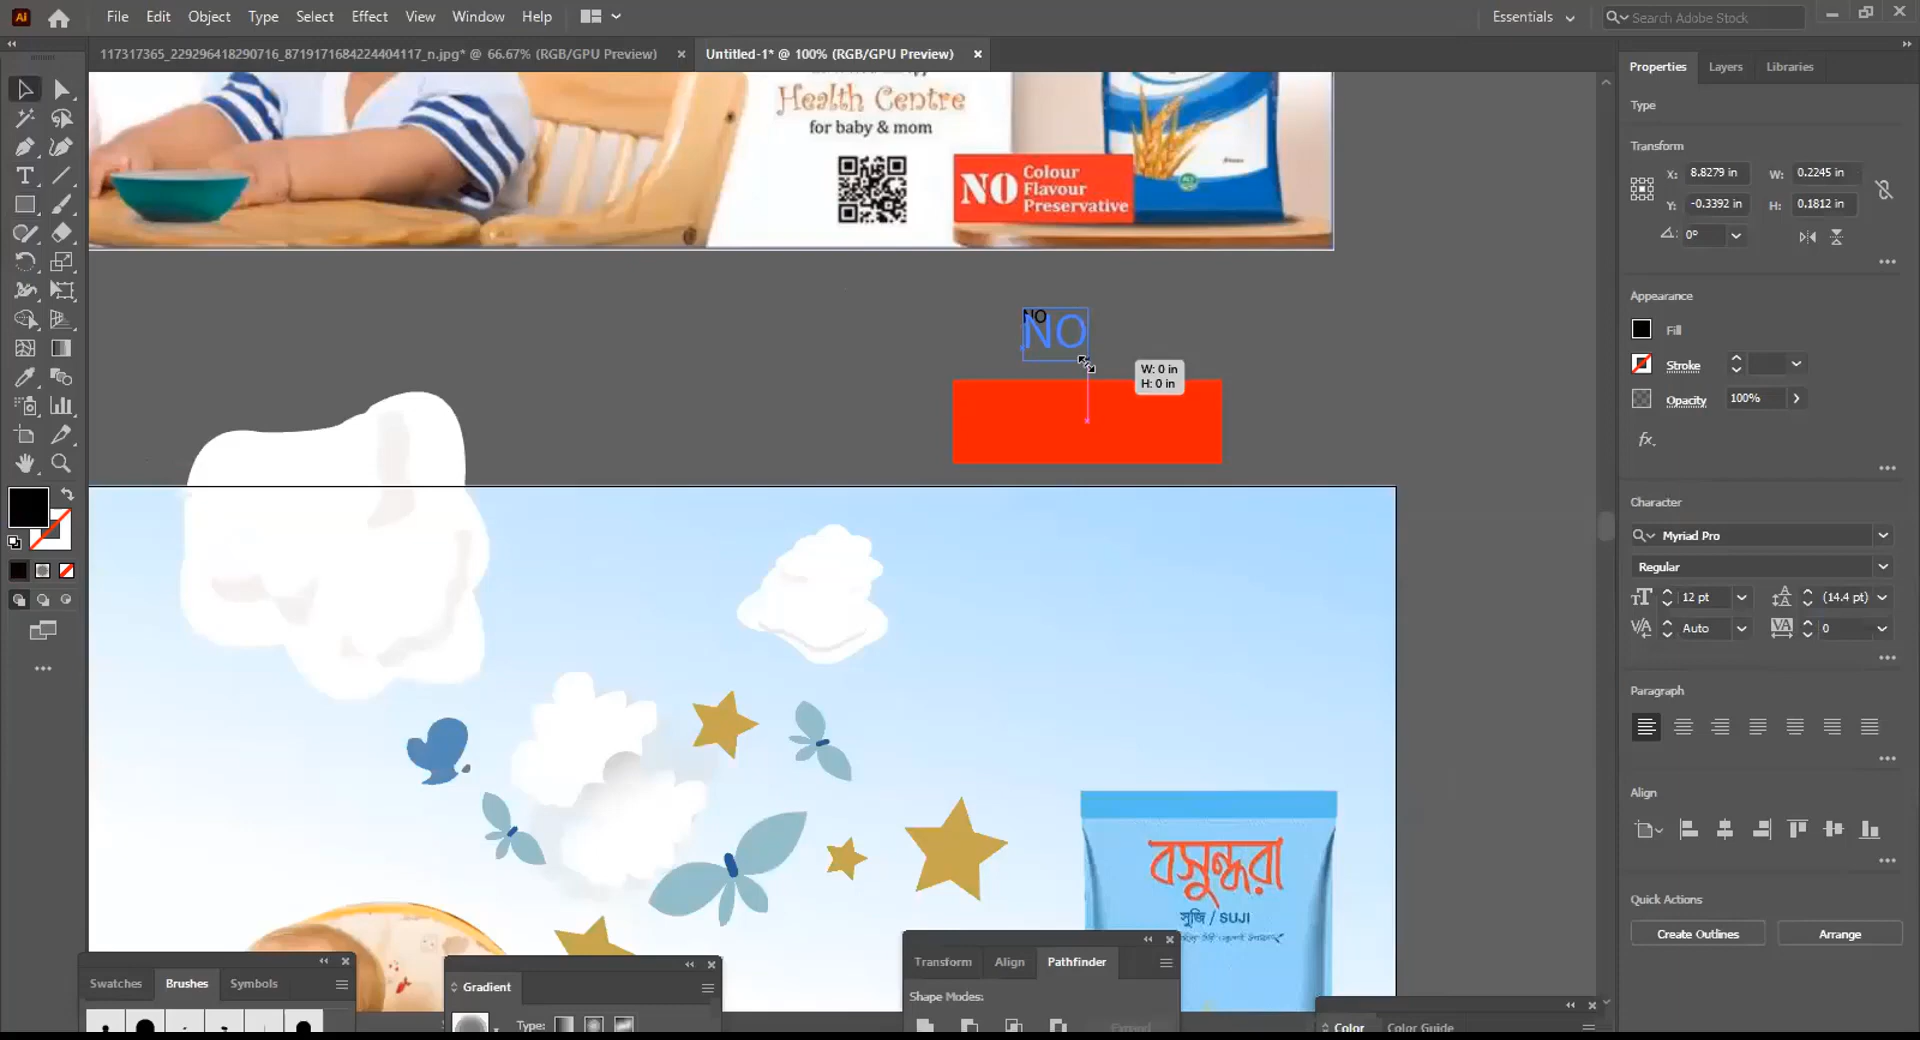 Ai
File Edit Object Type Select Effect View Window Help
Essentials
Search Adobe Stock
117317365_229296418290716_8719171684224404117_n.jpg* @ 66.67% (RGB/GPU Preview)
Untitled-1* @ 100% (RGB/GPU Preview)
Properties Layers Libraries
Type
Transform
X: 8.8279 in W: 0.2245 in
Y: -0.3392 in H: 0.1812 in
0°
Appearance
Fill
Stroke
Opacity 100%
fx.
Character
Myriad Pro
Regular
12 pt (14.4 pt)
Auto 0
Paragraph
Align
Quick Actions
Create Outlines Arrange
Health Centre
for baby & mom
NO Colour
Flavour
Preservative
NO
NO
W: 0 in
H: 0 in
বসুন্ধরা
সুজি / SUJI
Swatches Brushes Symbols
Gradient
Type:
Transform Align Pathfinder
Shape Modes:
Expand
Color Color Guide